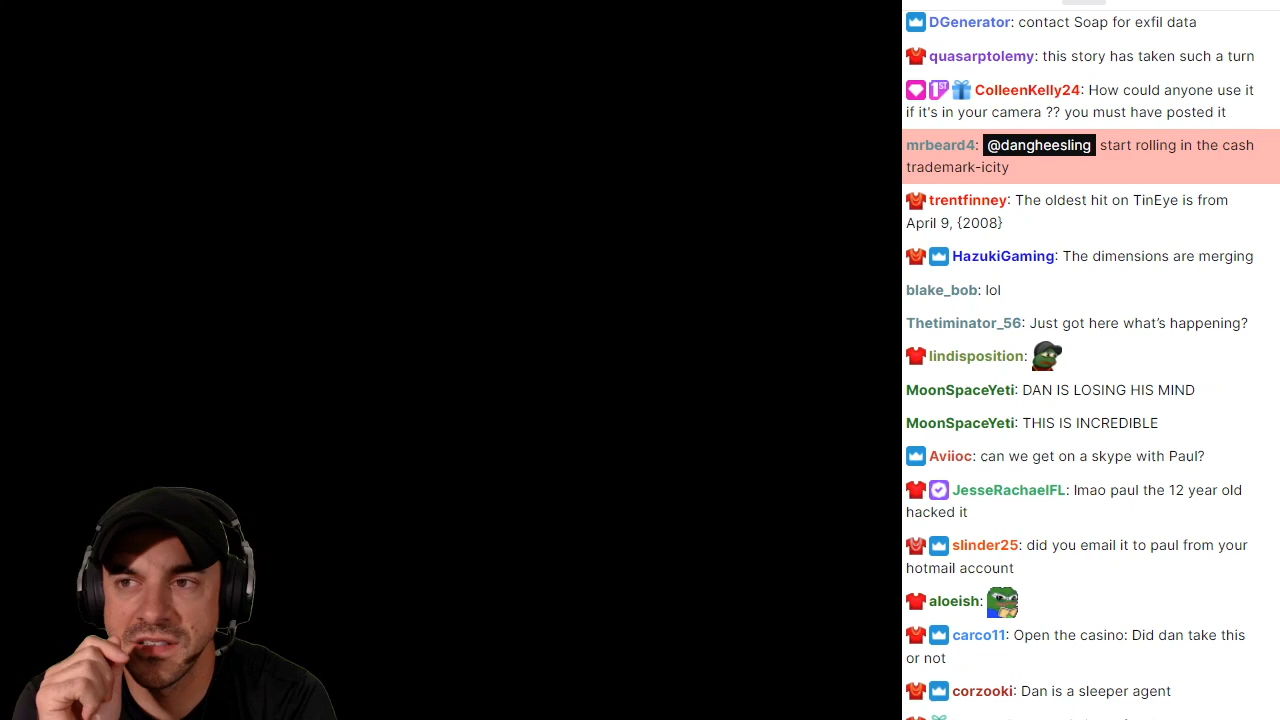 DGenerator: contact Soap for exfil data
quasarptolemy: this story has taken such a turn
1ST ColleenKelly24: How could anyone use it
if it's in your camera ?? you must have posted it
mrbeard4: @dangheesling start rolling in the cash
trademark-icity
trentfinney: The oldest hit on TinEye is from
April 9, {2008}
HazukiGaming: The dimensions are merging
blake_bob: lol
Thetiminator_56: Just got here what’s happening?
lindisposition:
MoonSpaceYeti: DAN IS LOSING HIS MIND
MoonSpaceYeti: THIS IS INCREDIBLE
Aviioc: can we get on a skype with Paul?
JesseRachaelFL: lmao paul the 12 year old
hacked it
slinder25: did you email it to paul from your
hotmail account
aloeish:
carco11: Open the casino: Did dan take this
or not
corzooki: Dan is a sleeper agent